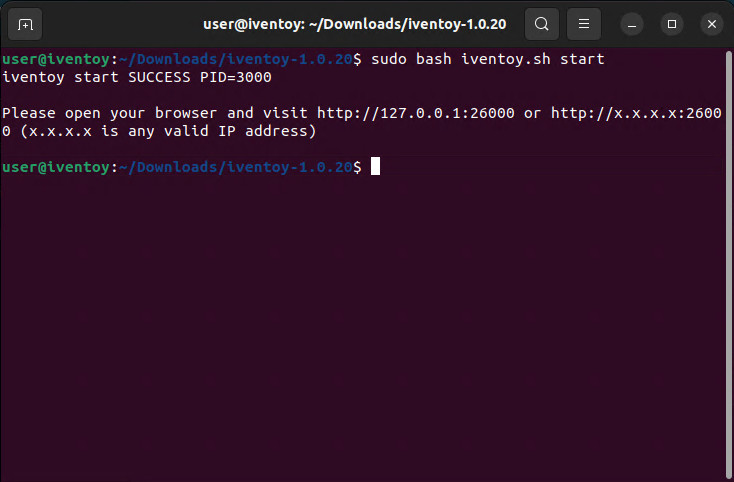 user@iventoy: ~/Downloads/iventoy-1.0.20
user@iventoy:~/Downloads/iventoy-1.0.20$ sudo bash iventoy.sh start
iventoy start SUCCESS PID=3000
Please open your browser and visit http://127.0.0.1:26000 or http://x.x.x.x:2600
0 (x.x.x.x is any valid IP address)
user@iventoy:~/Downloads/iventoy-1.0.20$